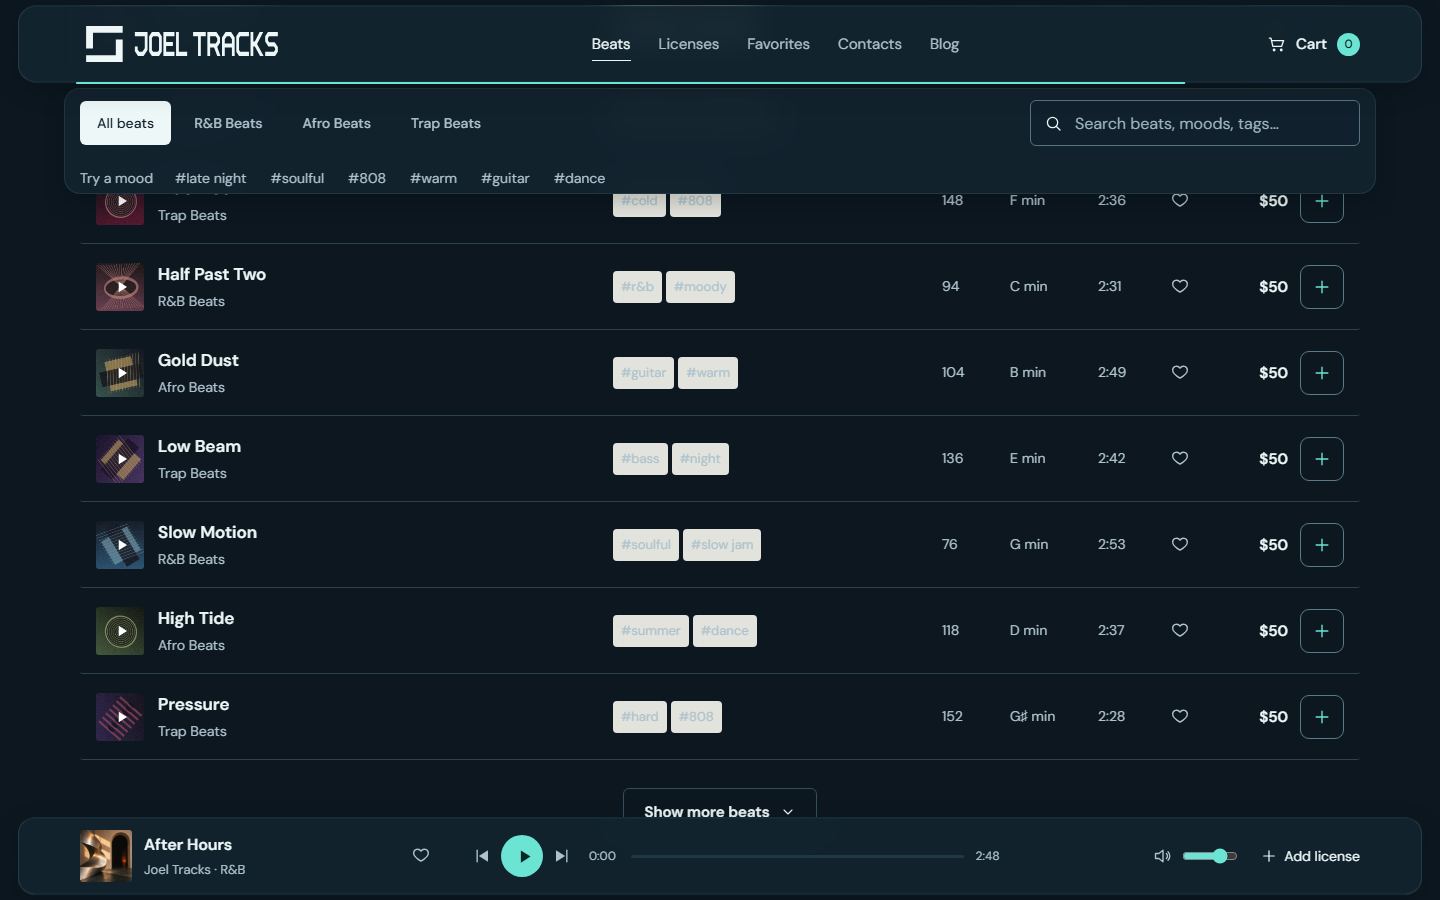 JOEL TRACKS
Beats Licenses Favorites Contacts Blog
Cart 0
All beats R&B Beats Afro Beats Trap Beats
Search beats, moods, tags...
Try a mood #late night #soulful #808 #warm #guitar #dance
Trap Beats #cold #808 148 F min 2:36 $50
Half Past Two
R&B Beats
#r&b #moody 94 C min 2:31 $50
Gold Dust
Afro Beats
#guitar #warm 104 B min 2:49 $50
Low Beam
Trap Beats
#bass #night 136 E min 2:42 $50
Slow Motion
R&B Beats
#soulful #slow jam 76 G min 2:53 $50
High Tide
Afro Beats
#summer #dance 118 D min 2:37 $50
Pressure
Trap Beats
#hard #808 152 G♯ min 2:28 $50
Show more beats
After Hours
Joel Tracks · R&B
0:00 2:48
Add license